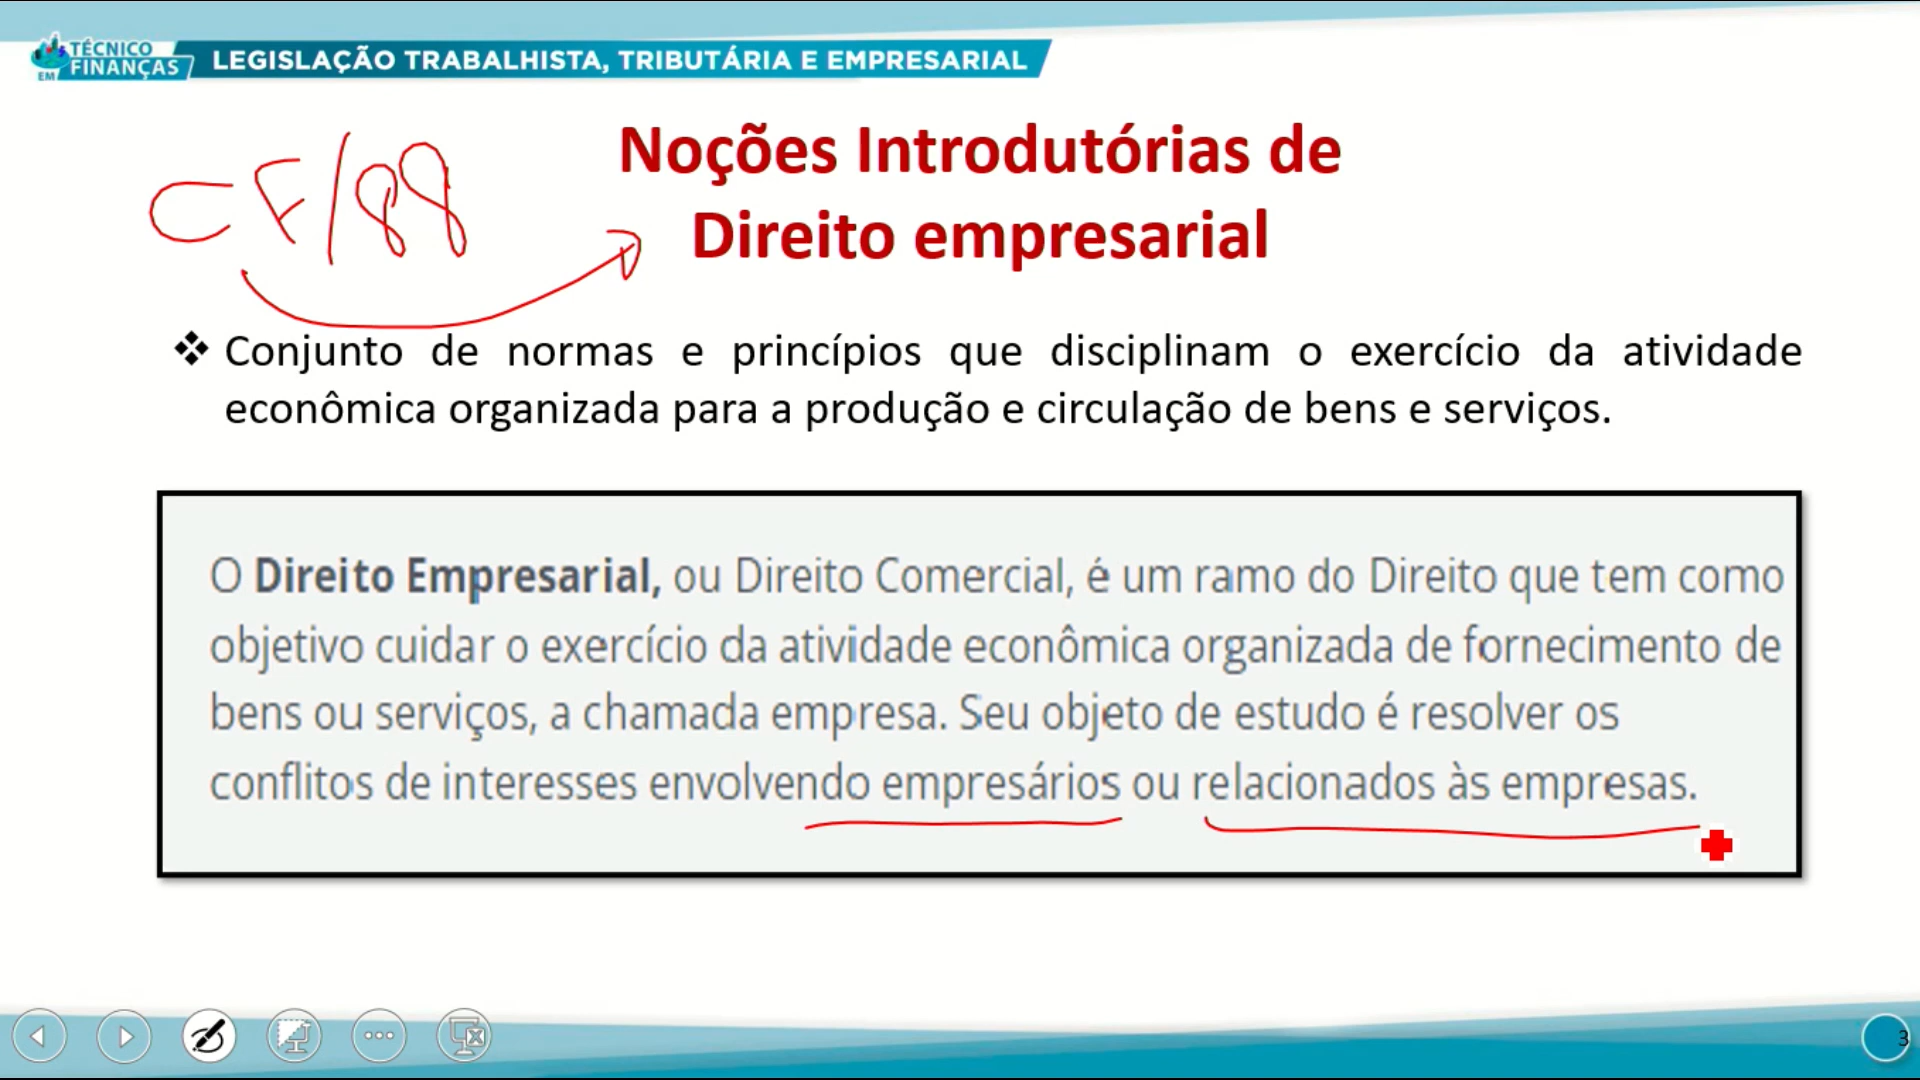 TÉCNICO
EM FINANÇAS
LEGISLAÇÃO TRABALHISTA, TRIBUTÁRIA E EMPRESARIAL
CF/88
Noções Introdutórias de
Direito empresarial
❖ Conjunto de normas e princípios que disciplinam o exercício da atividade
econômica organizada para a produção e circulação de bens e serviços.
O Direito Empresarial, ou Direito Comercial, é um ramo do Direito que tem como
objetivo cuidar o exercício da atividade econômica organizada de fornecimento de
bens ou serviços, a chamada empresa. Seu objeto de estudo é resolver os
conflitos de interesses envolvendo empresários ou relacionados às empresas.
3